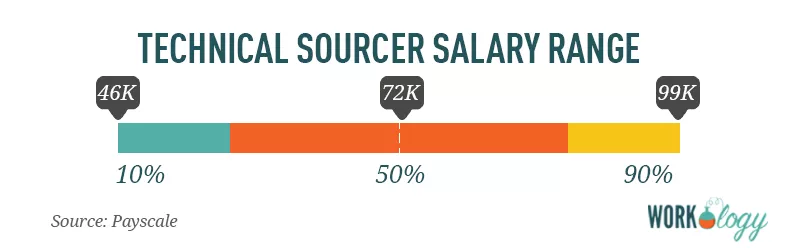 TECHNICAL SOURCER SALARY RANGE
46K 72K 99K
10% 50% 90%
Source: Payscale
WORKology